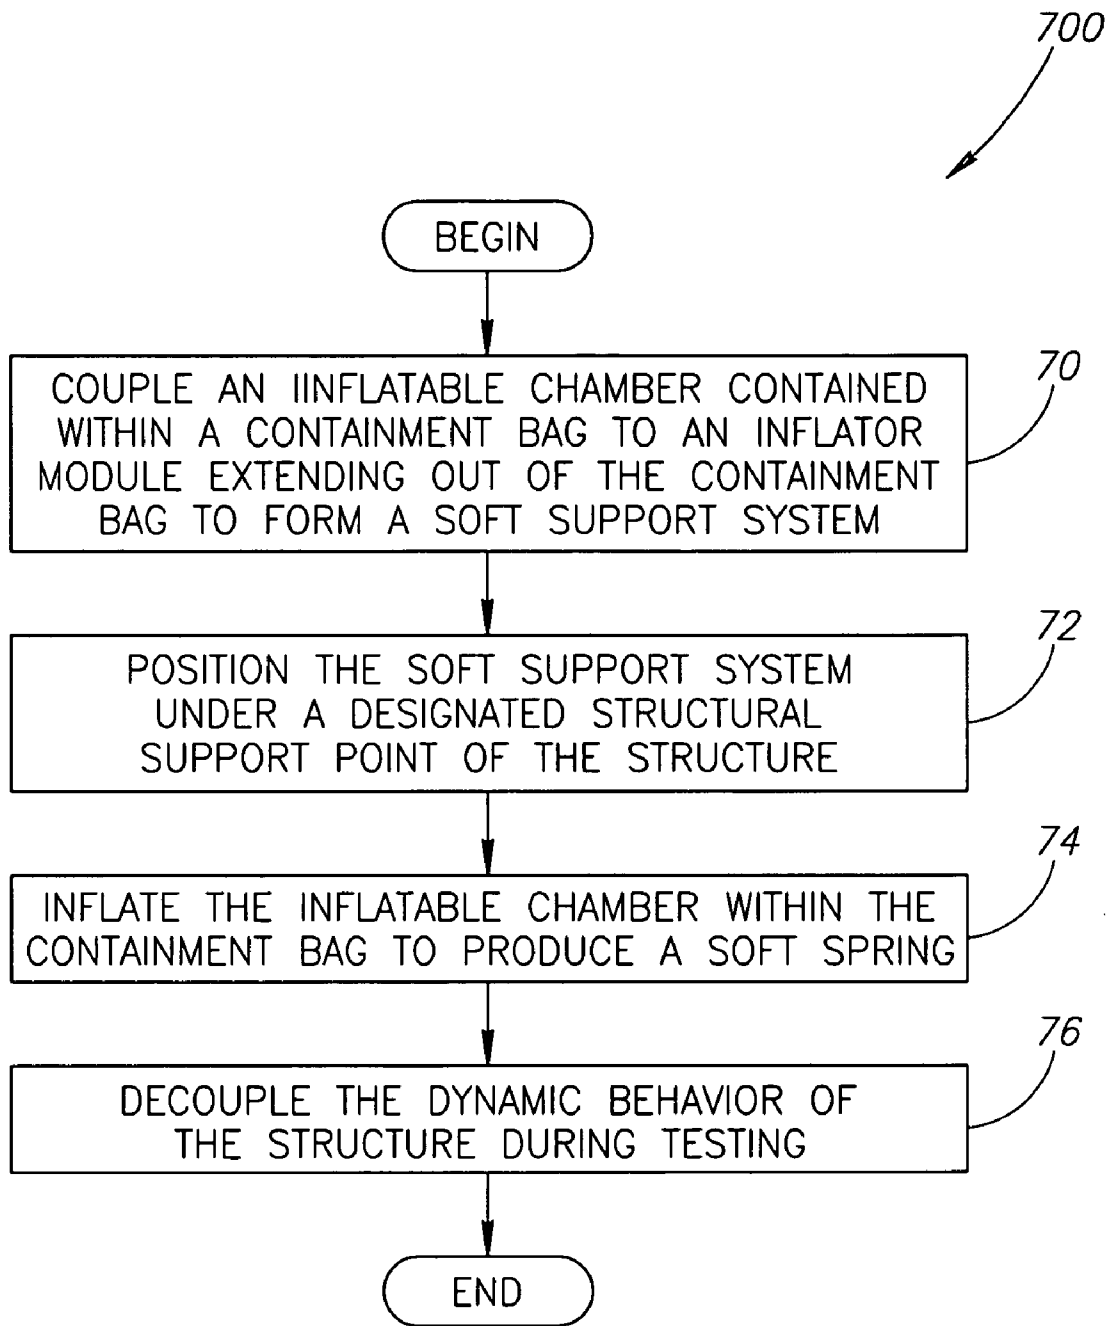 700
BEGIN
COUPLE AN IINFLATABLE CHAMBER CONTAINED
WITHIN A CONTAINMENT BAG TO AN INFLATOR
MODULE EXTENDING OUT OF THE CONTAINMENT
BAG TO FORM A SOFT SUPPORT SYSTEM
70
POSITION THE SOFT SUPPORT SYSTEM
UNDER A DESIGNATED STRUCTURAL
SUPPORT POINT OF THE STRUCTURE
72
INFLATE THE INFLATABLE CHAMBER WITHIN THE
CONTAINMENT BAG TO PRODUCE A SOFT SPRING
74
DECOUPLE THE DYNAMIC BEHAVIOR OF
THE STRUCTURE DURING TESTING
76
END